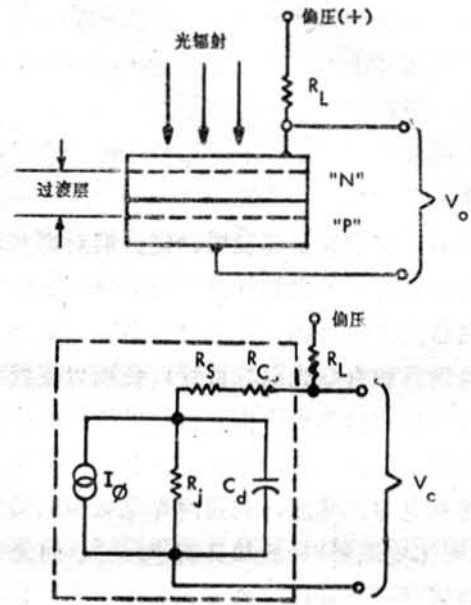 偏压(+)
光辐射
R_L
过渡层
"N"
"P"
V_o
偏压
R_S
R_C
R_L
I_Ø
R_j
C_d
V_c